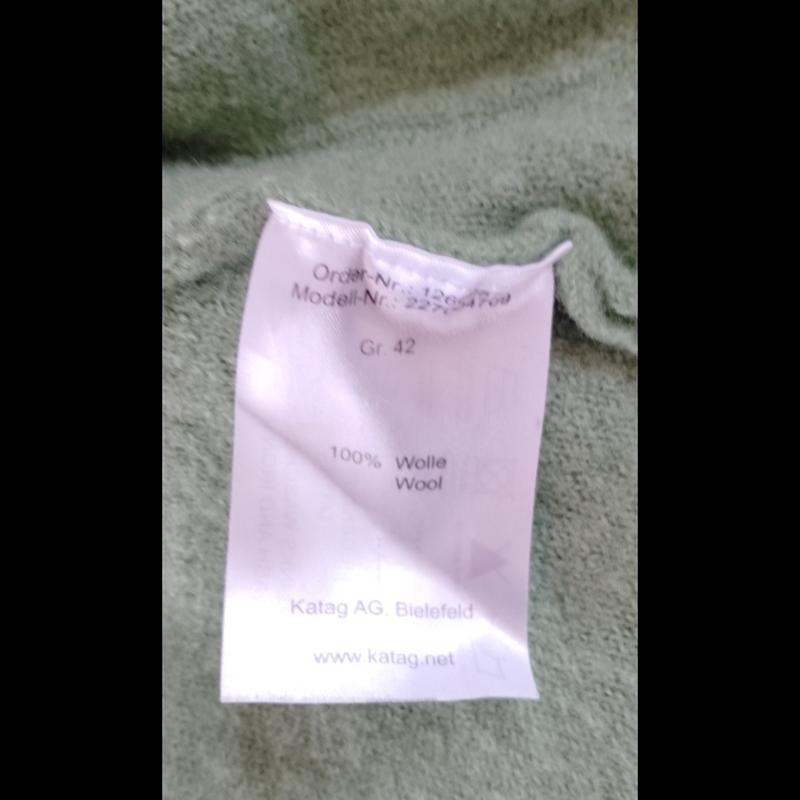 Order-Nr.:
Modell-Nr.:
Gr. 42
100% Wolle
Wool
Katag AG. Bielefeld
www.katag.net